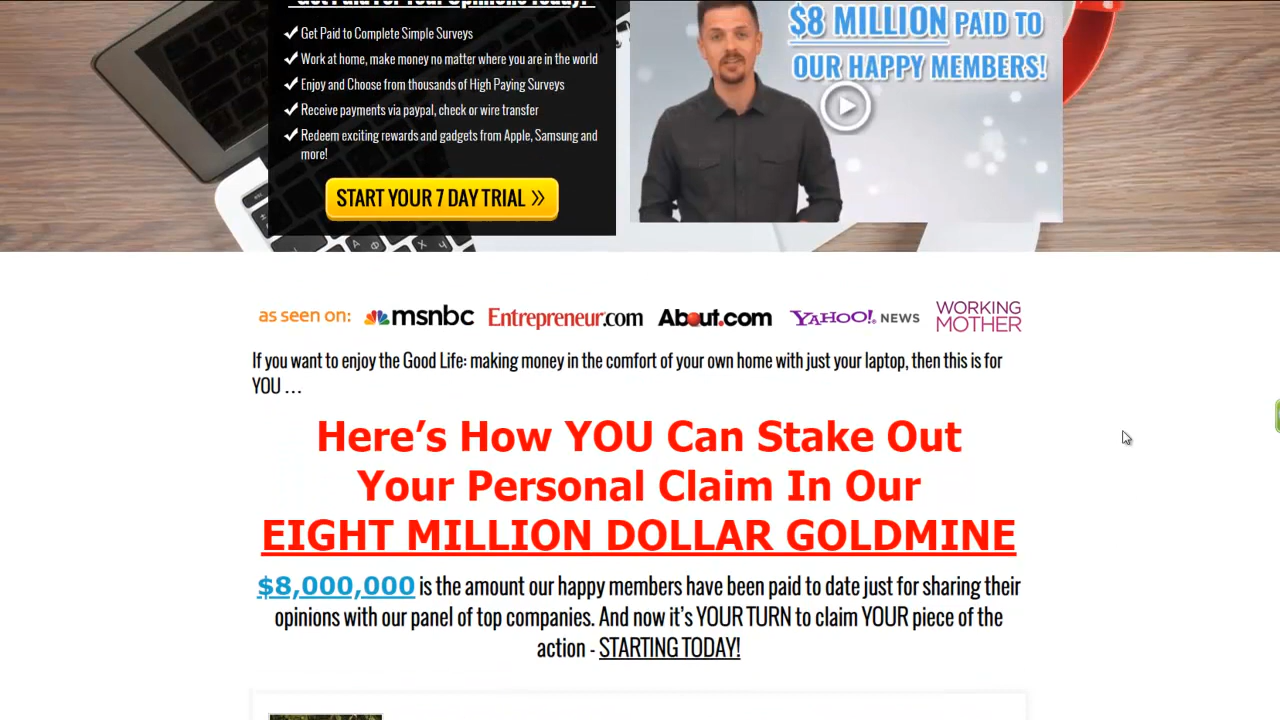 Get Paid For Your Opinions Today!
Get Paid to Complete Simple Surveys
Work at home, make money no matter where you are in the world
Enjoy and Choose from thousands of High Paying Surveys
Receive payments via paypal, check or wire transfer
Redeem exciting rewards and gadgets from Apple, Samsung and
more!
START YOUR 7 DAY TRIAL »
$8 MILLION PAID TO
OUR HAPPY MEMBERS!
as seen on: msnbc Entrepreneur.com About.com YAHOO! NEWS WORKING
MOTHER
If you want to enjoy the Good Life: making money in the comfort of your own home with just your laptop, then this is for
YOU …
Here’s How YOU Can Stake Out
Your Personal Claim In Our
EIGHT MILLION DOLLAR GOLDMINE
$8,000,000 is the amount our happy members have been paid to date just for sharing their
opinions with our panel of top companies. And now it’s YOUR TURN to claim YOUR piece of the
action - STARTING TODAY!